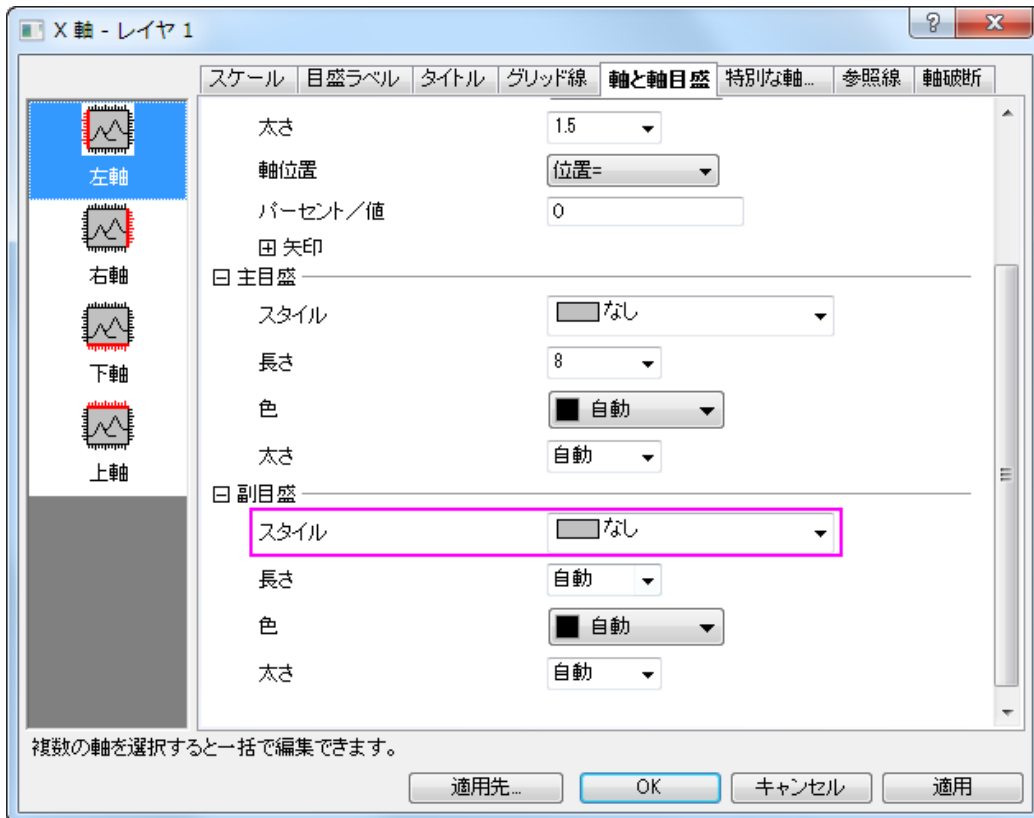 X 軸 - レイヤ 1
スケール 目盛ラベル タイトル グリッド線 軸と軸目盛 特別な軸... 参照線 軸破断
左軸
右軸
下軸
上軸
太さ 1.5
軸位置 位置=
パーセント／値 0
矢印
主目盛
スタイル なし
長さ 8
色 自動
太さ 自動
副目盛
スタイル なし
長さ 自動
色 自動
太さ 自動
複数の軸を選択すると一括で編集できます。
適用先... OK キャンセル 適用